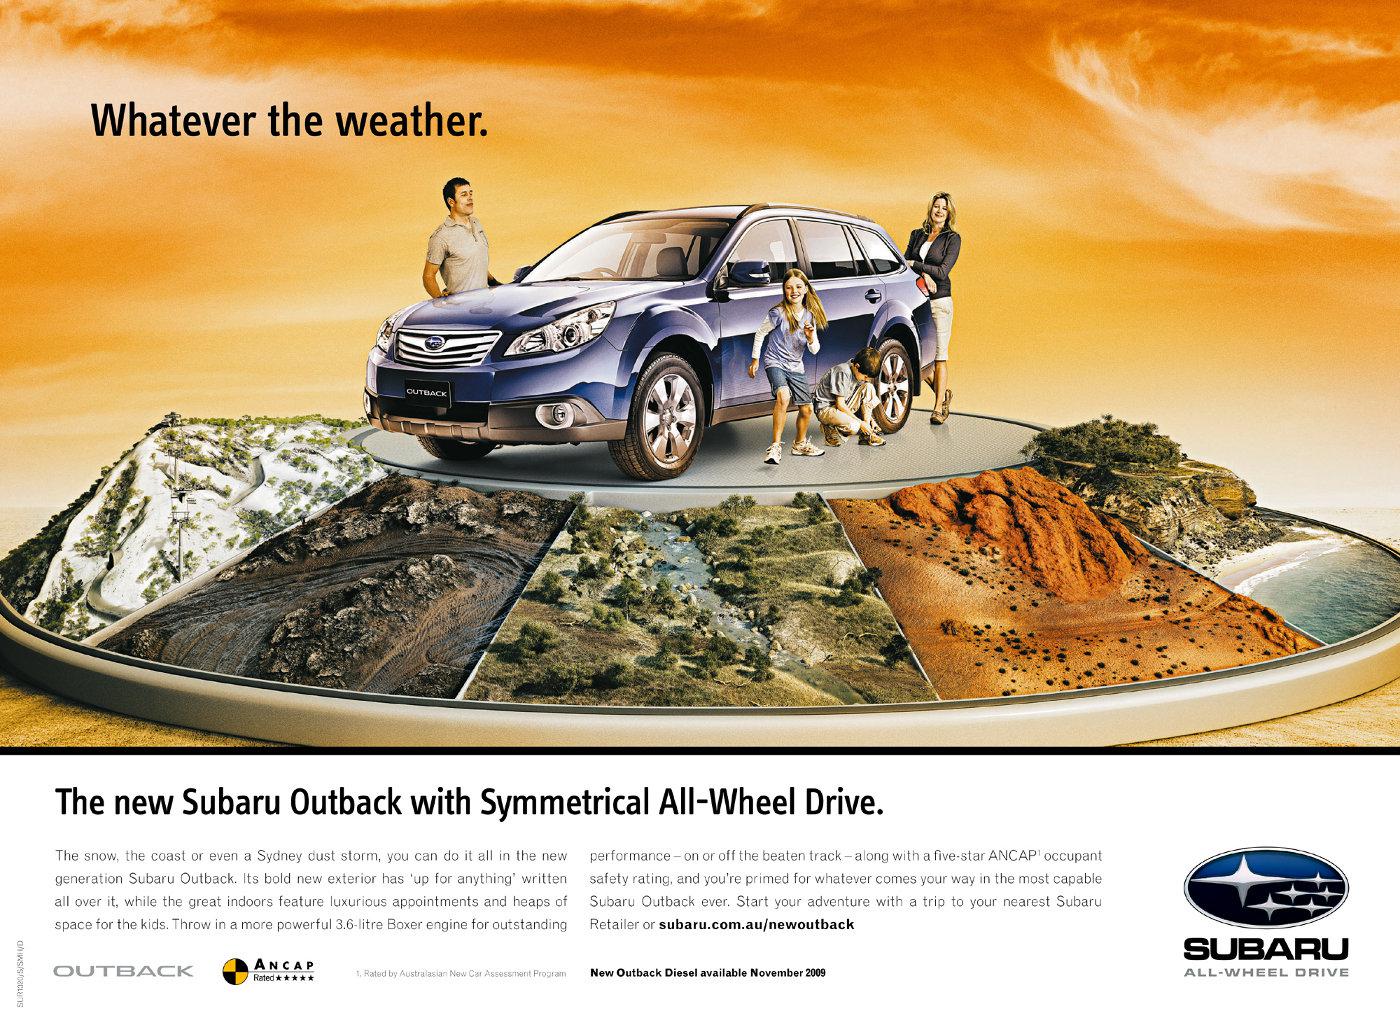 Whatever the weather.
OUTBACK
The new Subaru Outback with Symmetrical All-Wheel Drive.
The snow, the coast or even a Sydney dust storm, you can do it all in the new
generation Subaru Outback. Its bold new exterior has ‘up for anything’ written
all over it, while the great indoors feature luxurious appointments and heaps of
space for the kids. Throw in a more powerful 3.6-litre Boxer engine for outstanding
performance – on or off the beaten track – along with a five-star ANCAP¹ occupant
safety rating, and you’re primed for whatever comes your way in the most capable
Subaru Outback ever. Start your adventure with a trip to your nearest Subaru
Retailer or subaru.com.au/newoutback
OUTBACK
ANCAP
Rated★★★★★
1. Rated by Australasian New Car Assessment Program
New Outback Diesel available November 2009
SUBARU
ALL-WHEEL DRIVE